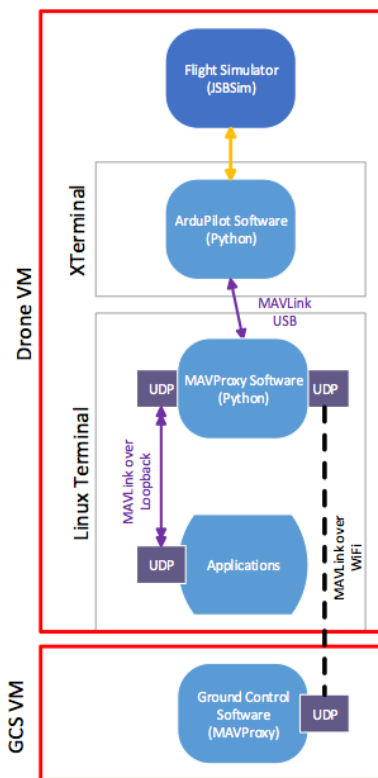 Drone VM
Flight Simulator
(JSBSim)
XTerminal
ArduPilot Software
(Python)
MAVLink
USB
Linux Terminal
UDP
MAVProxy Software
(Python)
UDP
MAVLink over
Loopback
MAVLink over
WiFi
UDP
Applications
GCS VM
Ground Control
Software
(MAVProxy)
UDP